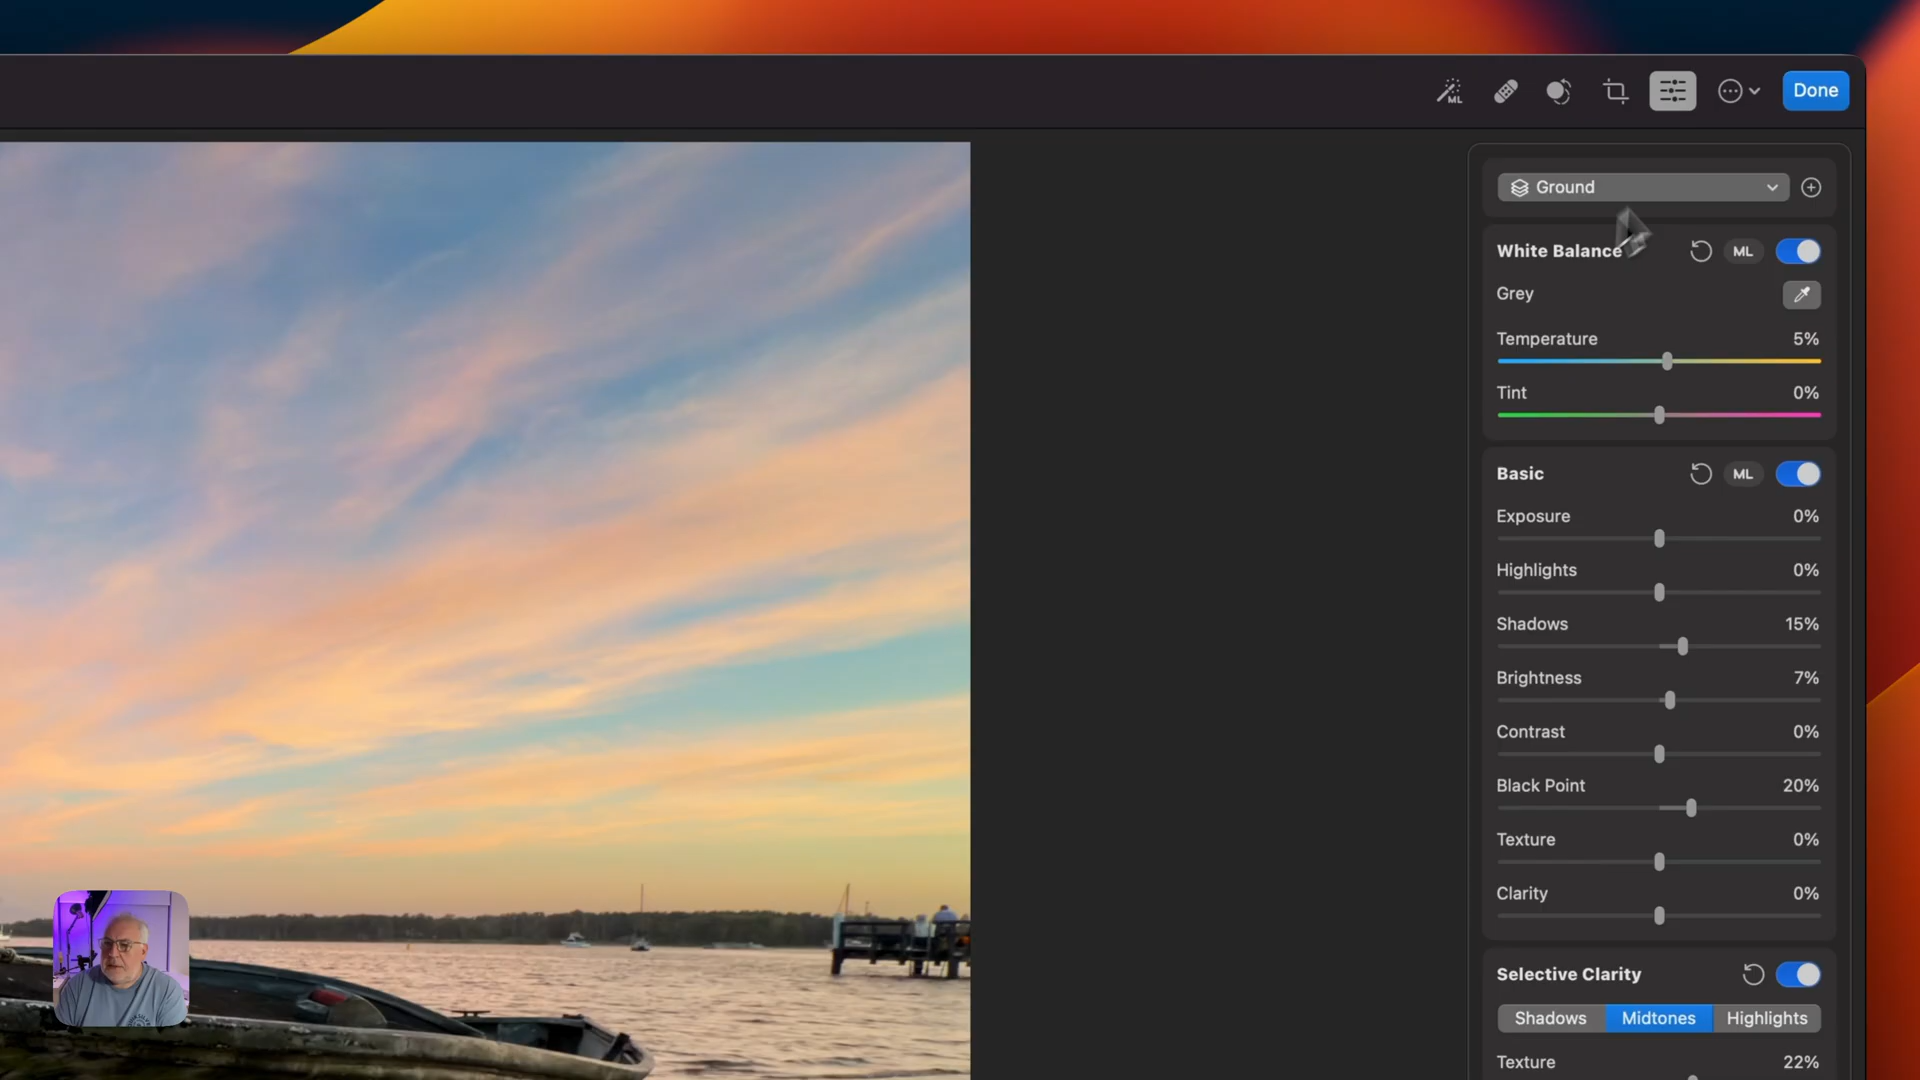 ML
Done
Ground
White Balance
ML
Grey
Temperature 5%
Tint 0%
Basic
ML
Exposure 0%
Highlights 0%
Shadows 15%
Brightness 7%
Contrast 0%
Black Point 20%
Texture 0%
Clarity 0%
Selective Clarity
Shadows Midtones Highlights
Texture 22%